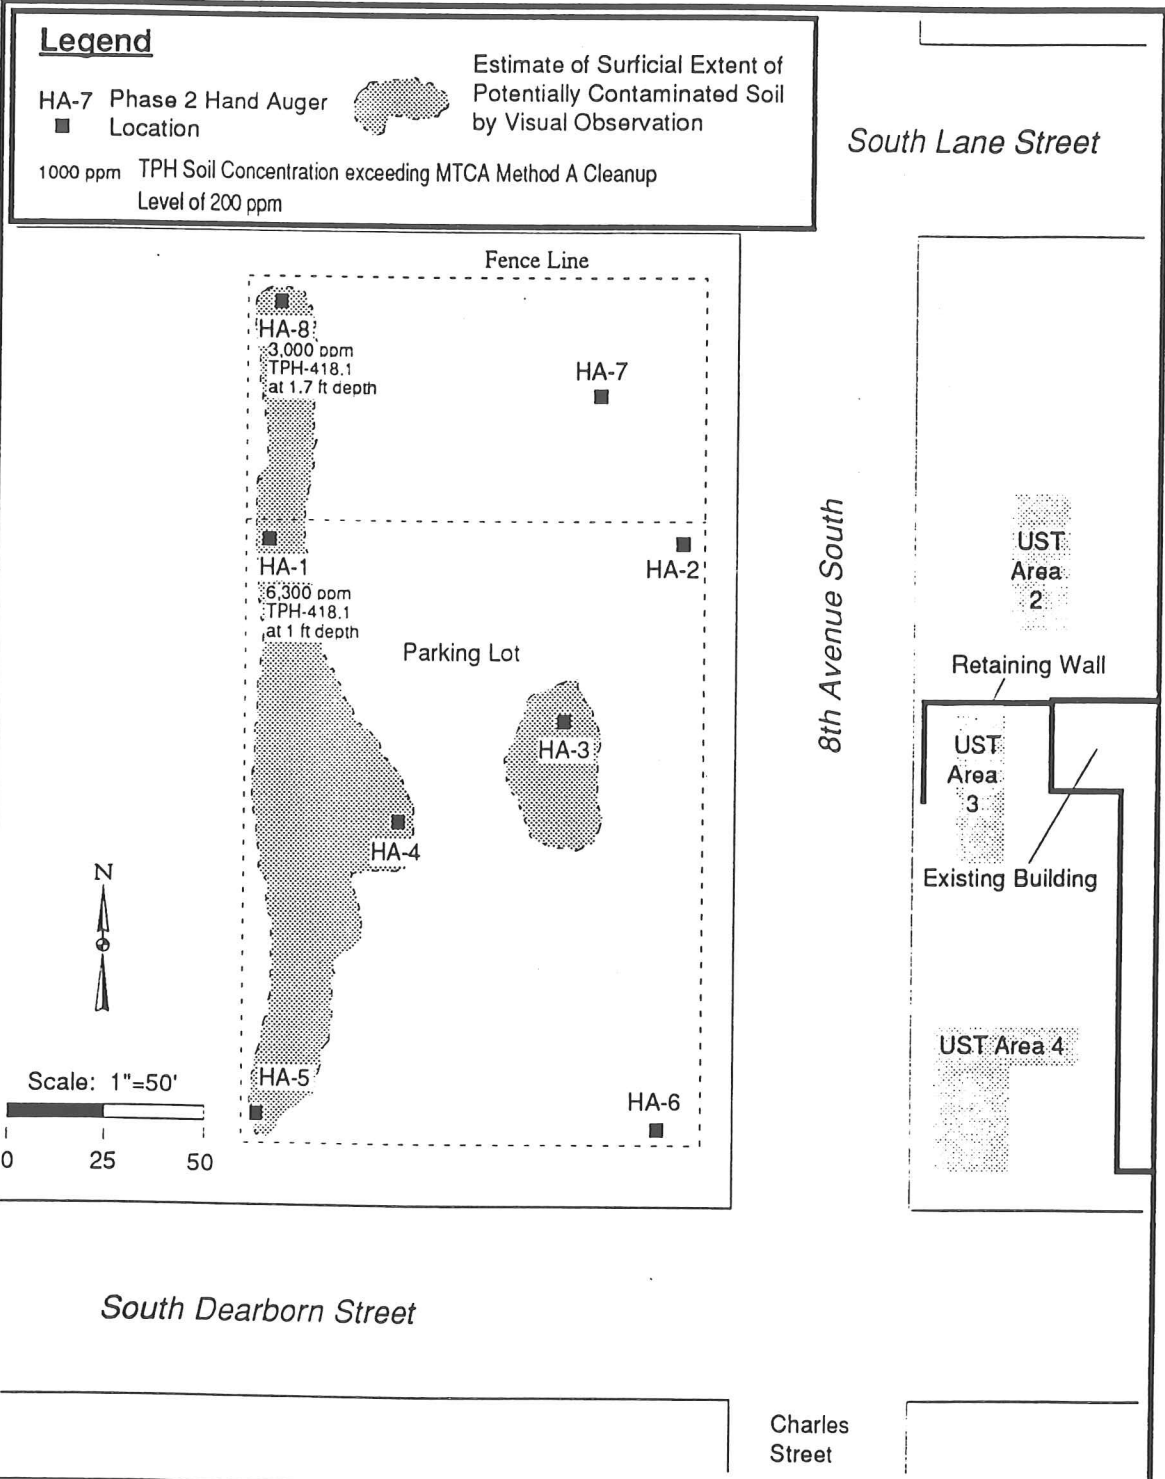 Legend
HA-7 Phase 2 Hand Auger
Location
Estimate of Surficial Extent of
Potentially Contaminated Soil
by Visual Observation
1000 ppm TPH Soil Concentration exceeding MTCA Method A Cleanup
Level of 200 ppm
South Lane Street
Fence Line
HA-8
3,000 ppm
TPH-418.1
at 1.7 ft depth
HA-7
HA-1
6,300 ppm
TPH-418.1
at 1 ft depth
HA-2
Parking Lot
HA-3
HA-4
8th Avenue South
UST
Area
2
Retaining Wall
UST
Area
3
Existing Building
N
UST Area 4
Scale: 1"=50'
0 25 50
HA-5
HA-6
South Dearborn Street
Charles
Street